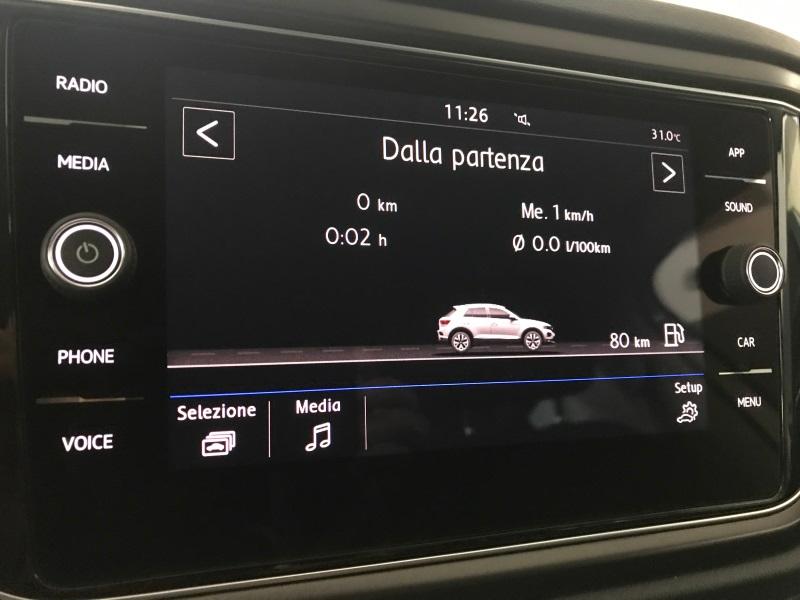 RADIO
MEDIA
PHONE
VOICE
11:26
31.0°C
Dalla partenza
0 km
Me. 1 km/h
0:02 h
Ø 0.0 l/100km
80 km
Selezione
Media
Setup
APP
SOUND
CAR
MENU